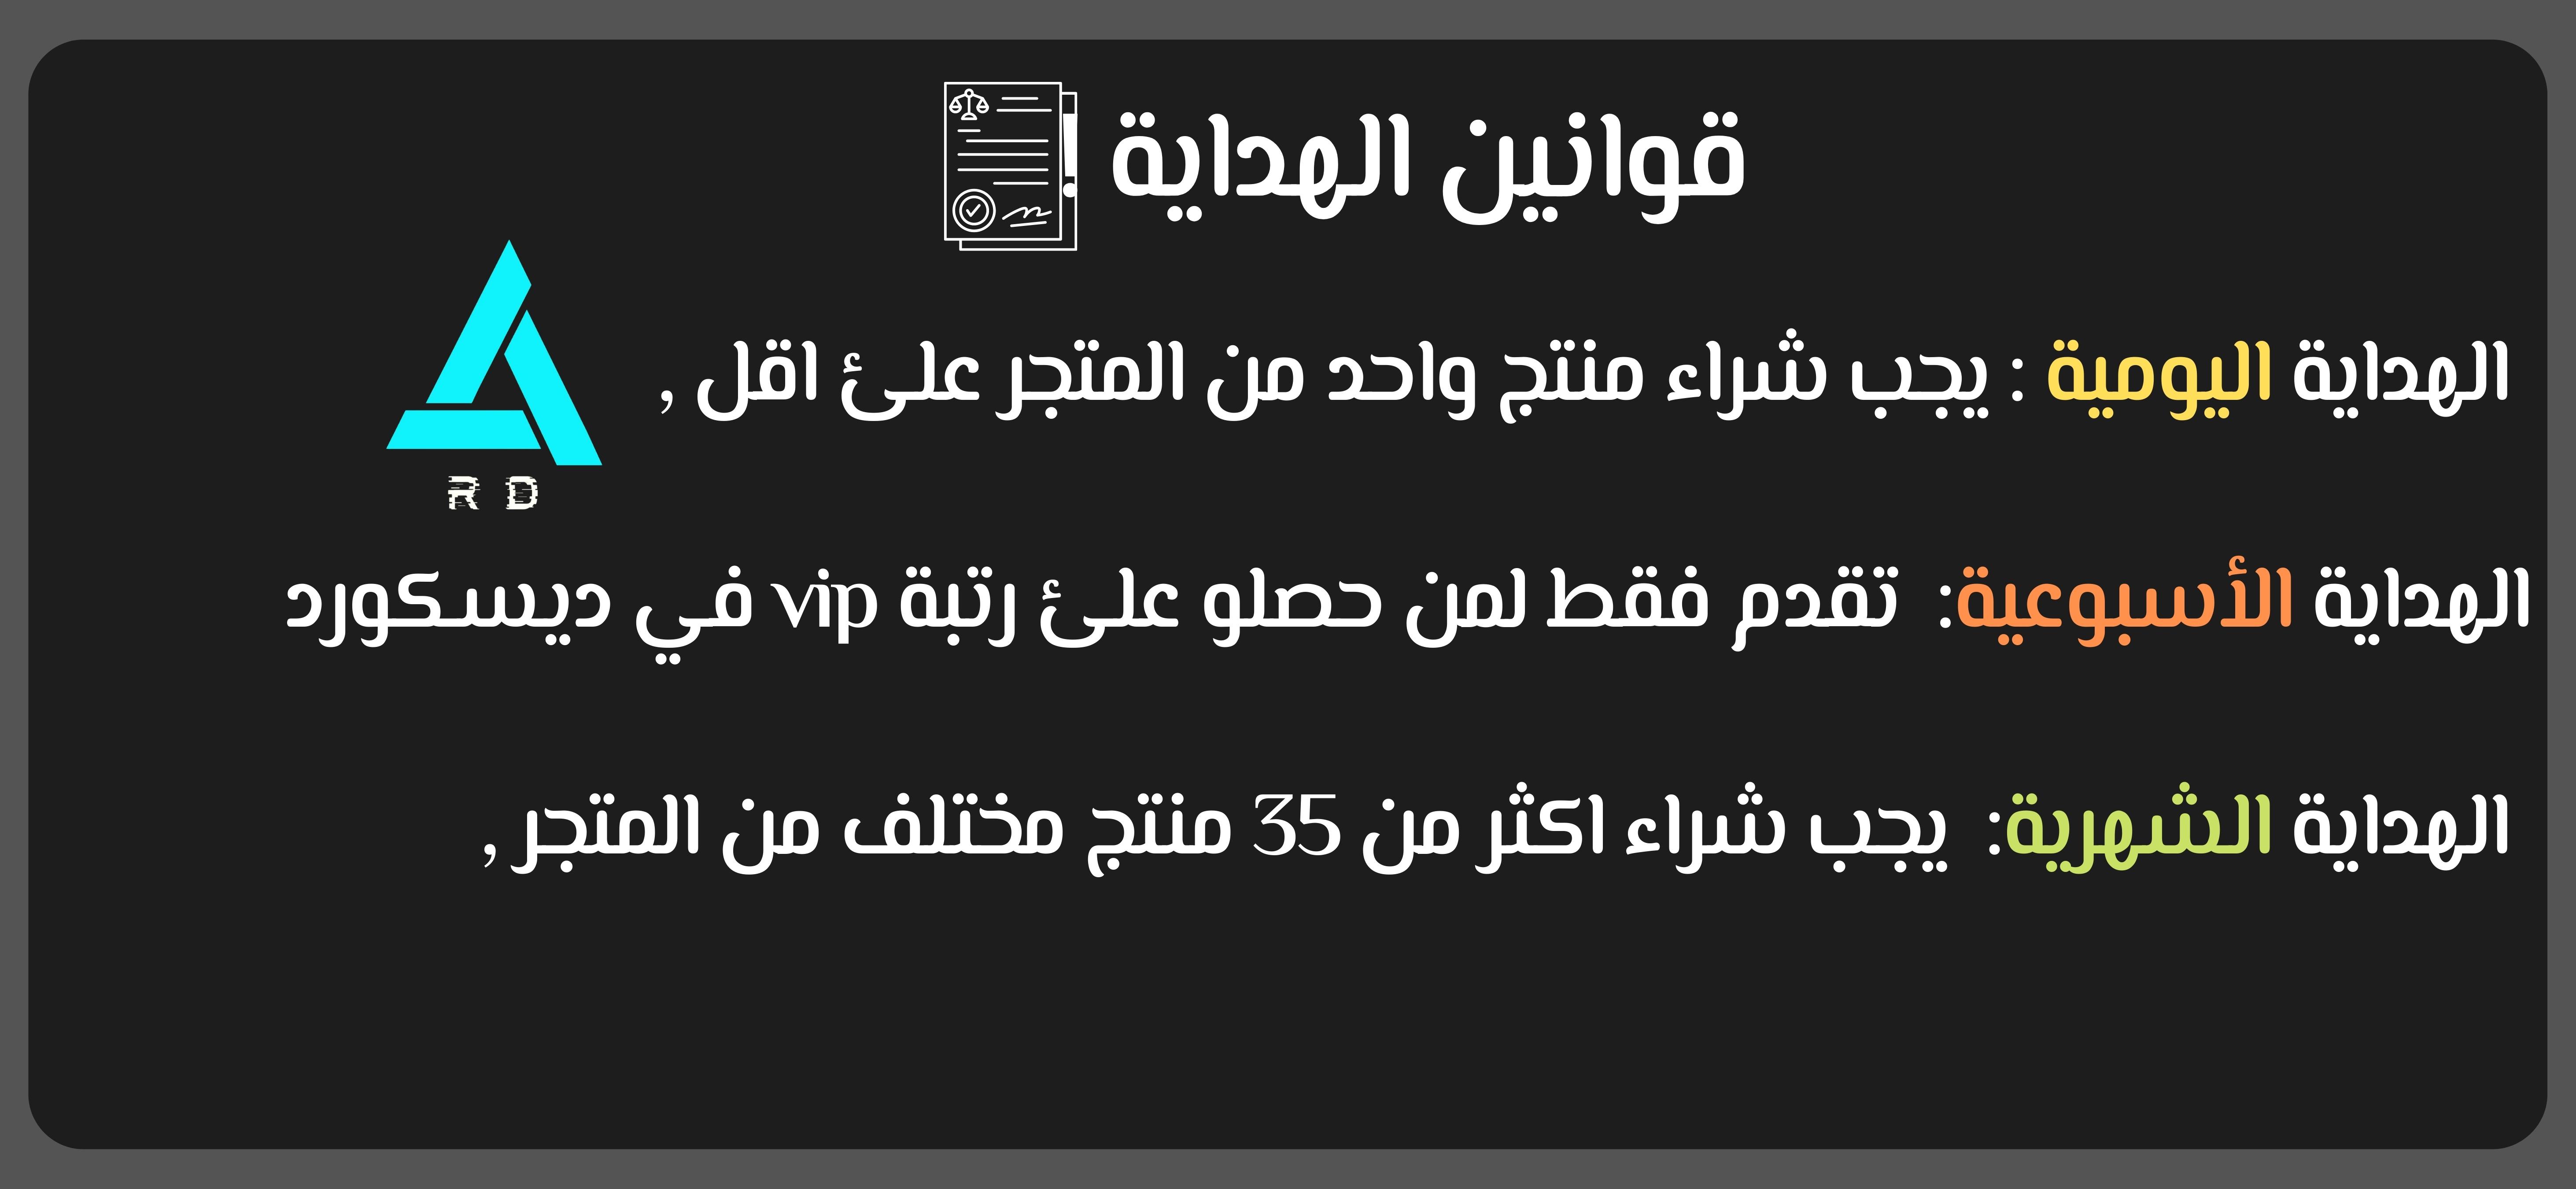 قوانين الهداية !
الهداية اليومية : يجب شراء منتج واحد من المتجر علئ اقل ,
R D
الهداية الأسبوعية: تقدم فقط لمن حصلو علئ رتبة vip في ديسكورد
الهداية الشهرية: يجب شراء اكثر من 35 منتج مختلف من المتجر ,